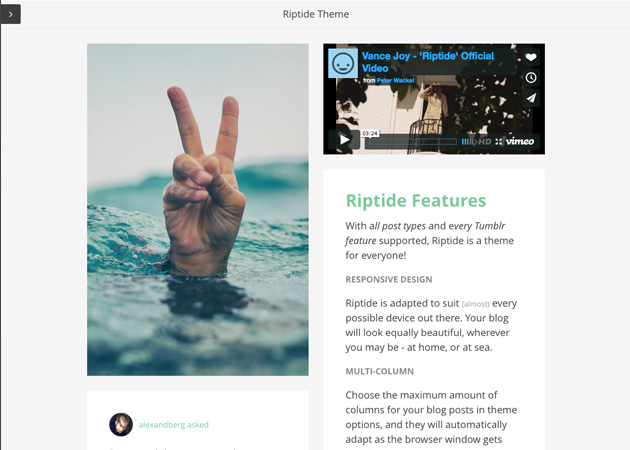 Riptide Theme
Vance Joy - 'Riptide' Official
Video
from Peter Wackel
03:24
HD
vimeo
alexandberg asked
Riptide Features
With all post types and every Tumblr
feature supported, Riptide is a theme
for everyone!
RESPONSIVE DESIGN
Riptide is adapted to suit (almost) every
possible device out there. Your blog
will look equally beautiful, wherever
you may be - at home, or at sea.
MULTI-COLUMN
Choose the maximum amount of
columns for your blog posts in theme
options, and they will automatically
adapt as the browser window gets